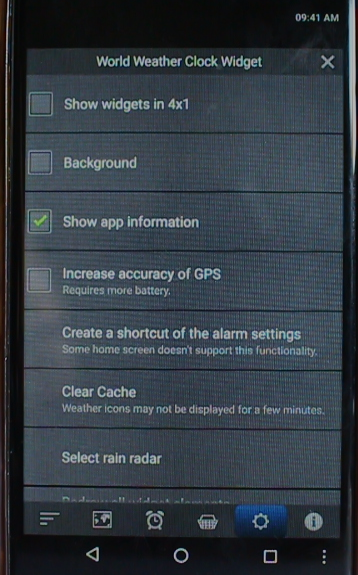 09:41 AM
World Weather Clock Widget
Show widgets in 4x1
Background
Show app information
Increase accuracy of GPS
Requires more battery.
Create a shortcut of the alarm settings
Some home screen doesn't support this functionality.
Clear Cache
Weather icons may not be displayed for a few minutes.
Select rain radar